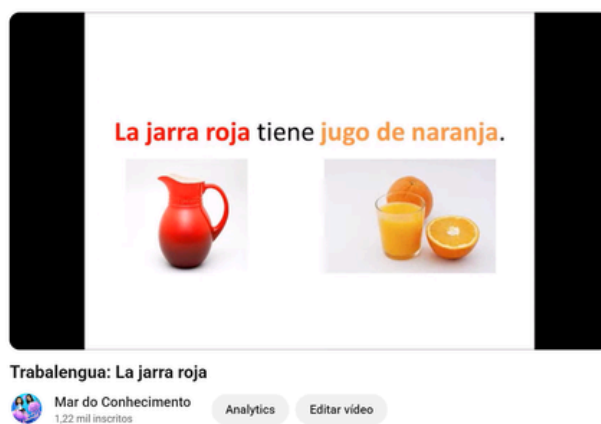 La jarra roja tiene jugo de naranja.
Trabalengua: La jarra roja
Mar do Conhecimento
1,22 mil inscritos
Analytics
Editar vídeo